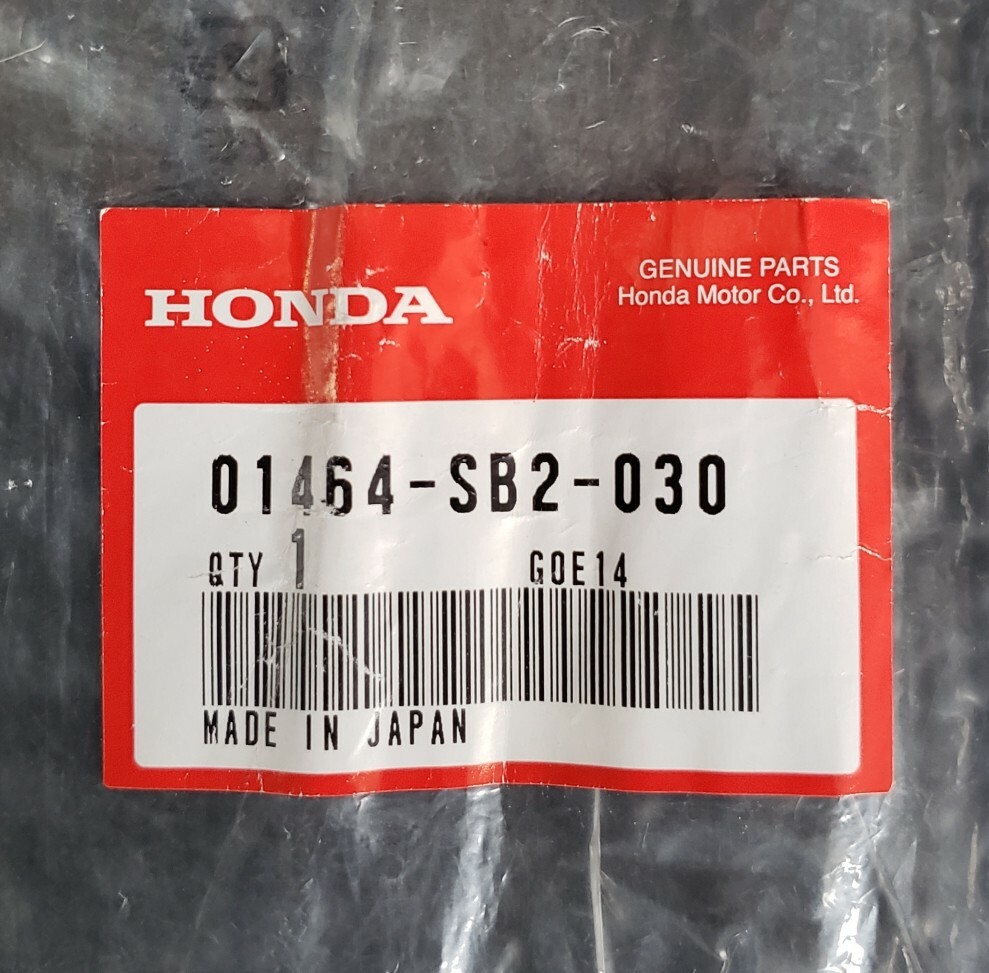 HONDA
GENUINE PARTS
Honda Motor Co., Ltd.
01464-SB2-030
QTY 1 G0E14
MADE IN JAPAN